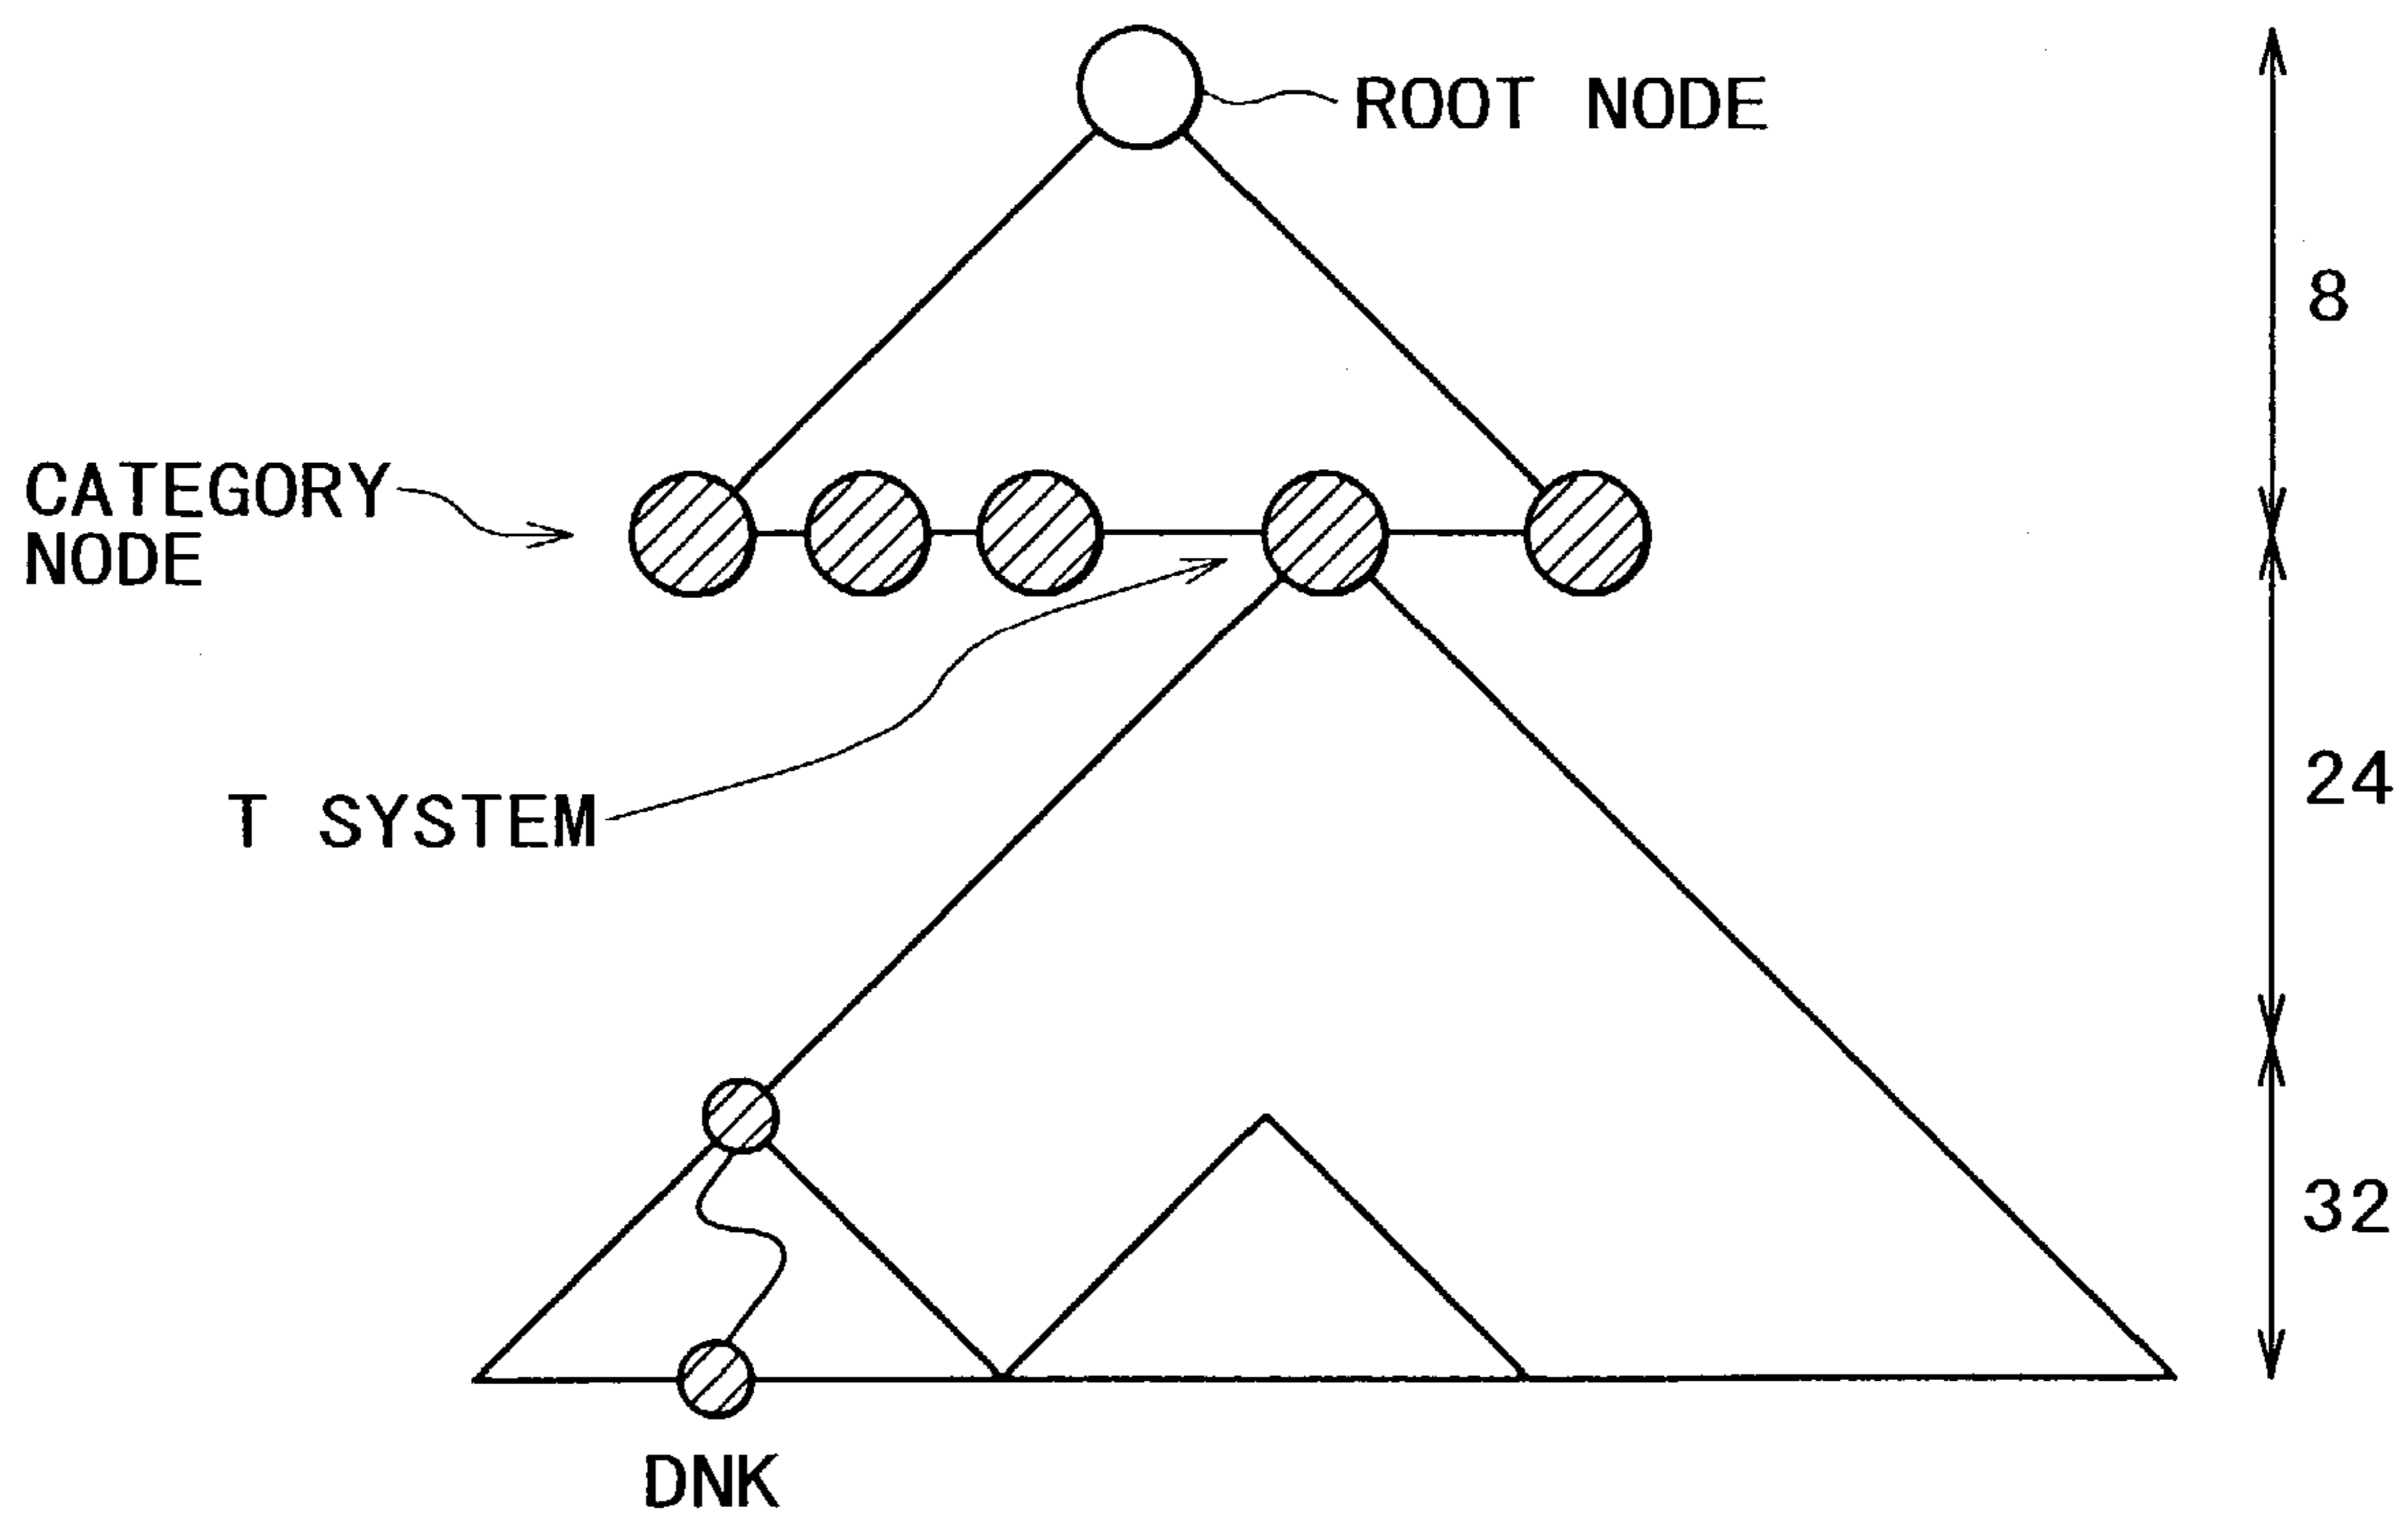 ROOT NODE
8
CATEGORY
NODE
24
T SYSTEM
32
DNK